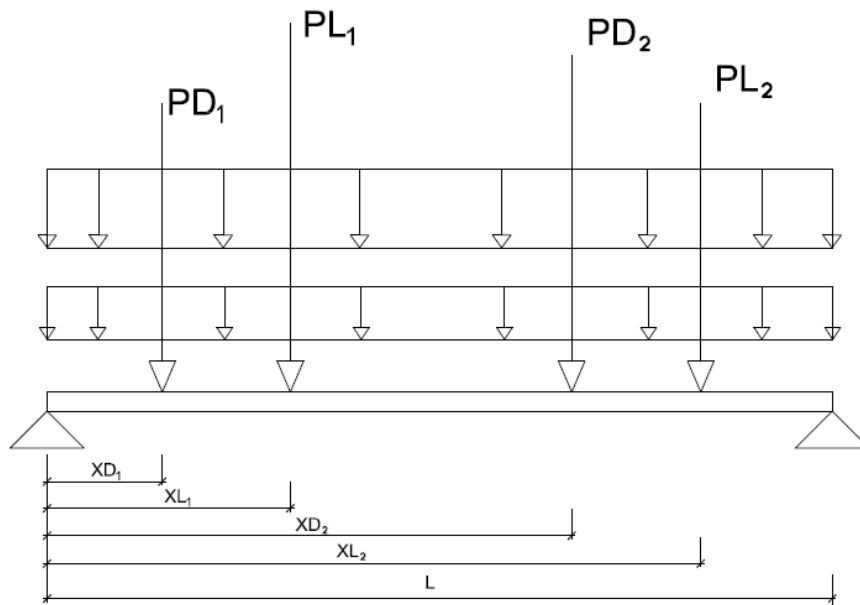 PL₁
PD₂
PD₁
PL₂
XD₁
XL₁
XD₂
XL₂
L